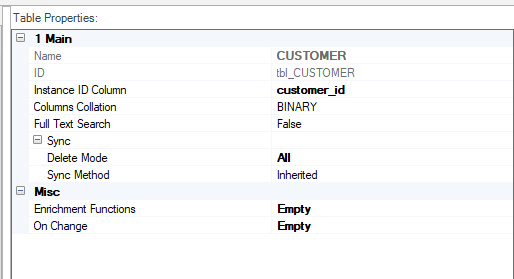 Table Properties:
1 Main
Name CUSTOMER
ID tbl_CUSTOMER
Instance ID Column customer_id
Columns Collation BINARY
Full Text Search False
Sync
Delete Mode All
Sync Method Inherited
Misc
Enrichment Functions Empty
On Change Empty